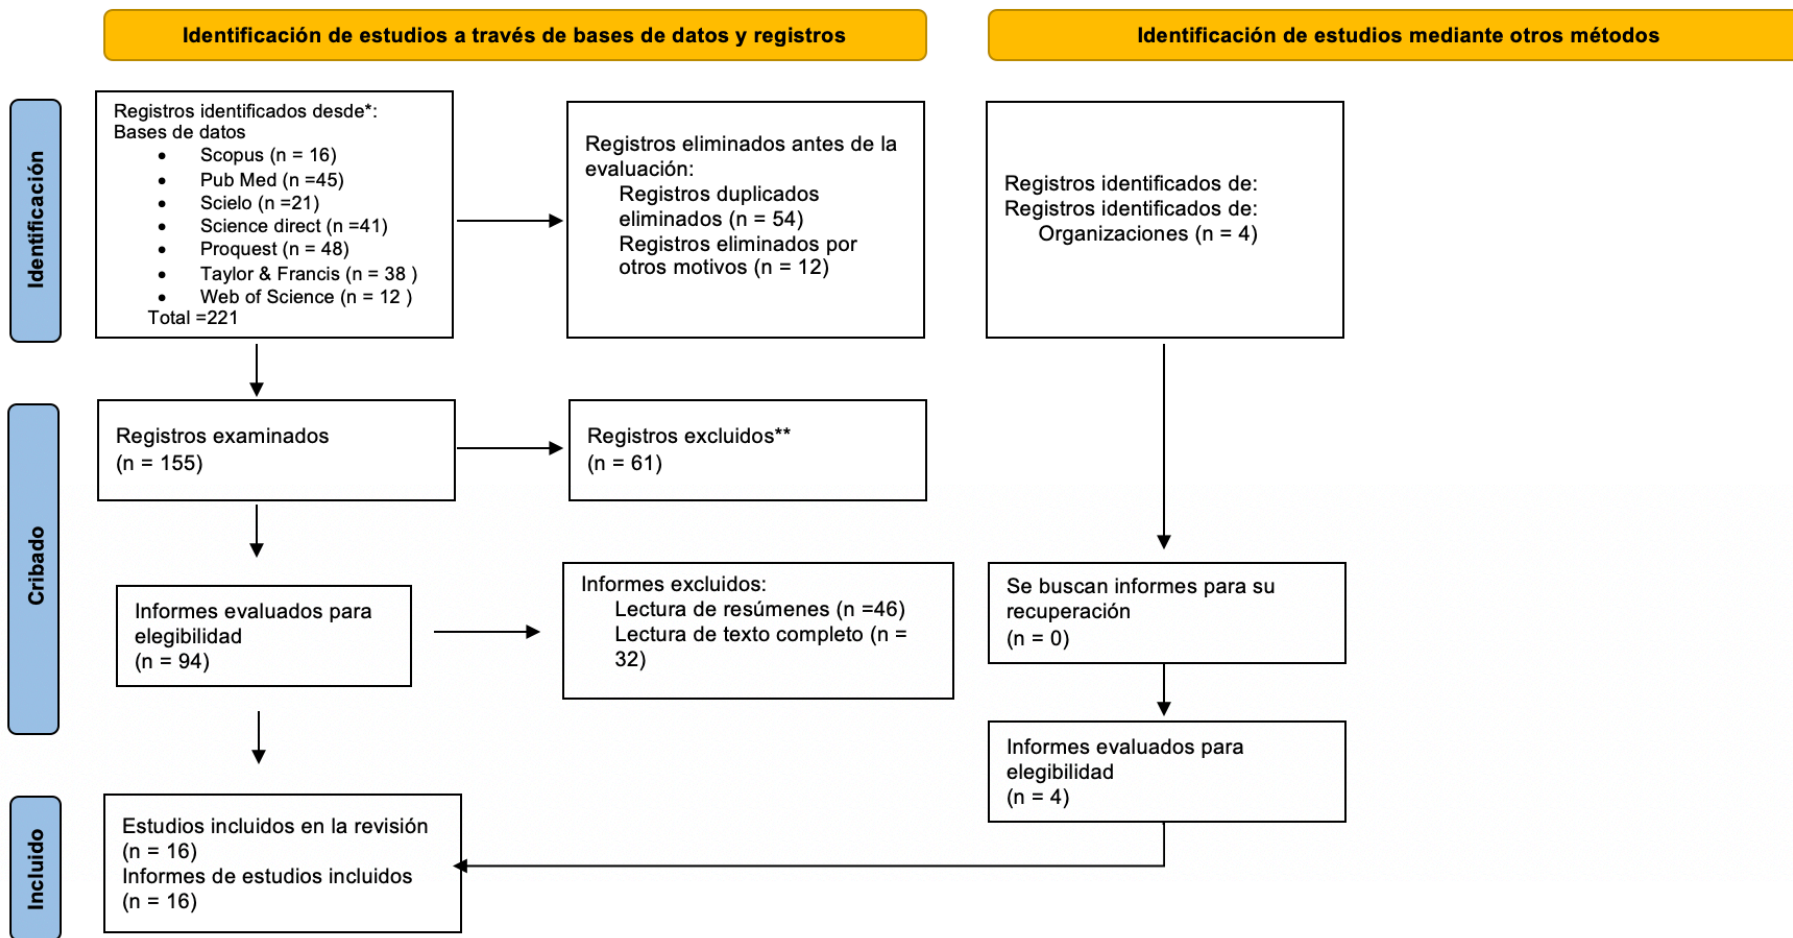 Identificación de estudios a través de bases de datos y registros
Identificación de estudios mediante otros métodos
Identificación
Registros identificados desde*:
Bases de datos
• Scopus (n = 16)
• Pub Med (n =45)
• Scielo (n =21)
• Science direct (n =41)
• Proquest (n = 48)
• Taylor & Francis (n = 38 )
• Web of Science (n = 12 )
Total =221
Registros eliminados antes de la
evaluación:
Registros duplicados
eliminados (n = 54)
Registros eliminados por
otros motivos (n = 12)
Registros identificados de:
Registros identificados de:
Organizaciones (n = 4)
Cribado
Registros examinados
(n = 155)
Registros excluidos**
(n = 61)
Informes evaluados para
elegibilidad
(n = 94)
Informes excluidos:
Lectura de resúmenes (n =46)
Lectura de texto completo (n =
32)
Se buscan informes para su
recuperación
(n = 0)
Informes evaluados para
elegibilidad
(n = 4)
Incluido
Estudios incluidos en la revisión
(n = 16)
Informes de estudios incluidos
(n = 16)